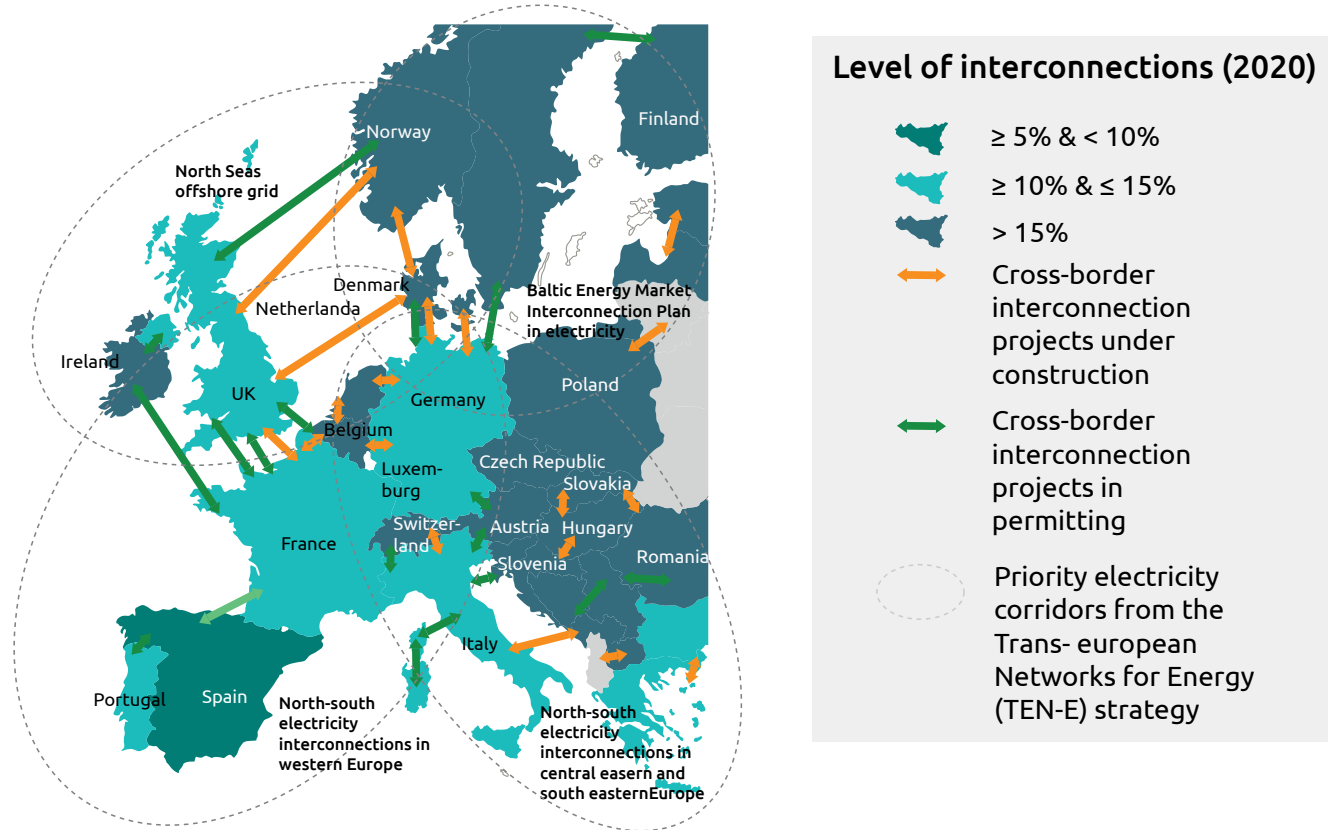 Norway
Finland
North Seas
offshore grid
Denmark
Netherlanda
Baltic Energy Market
Interconnection Plan
in electricity
Ireland
UK
Germany
Poland
Belgium
Luxem-
burg
Czech Republic
Slovakia
Switzer-
land
Austria
Hungary
France
Slovenia
Romania
Italy
Portugal
Spain
North-south
electricity
interconnections in
western Europe
North-south
electricity
interconnections in
central easern and
south easternEurope
Level of interconnections (2020)
≥ 5% & < 10%
≥ 10% & ≤ 15%
> 15%
Cross-border
interconnection
projects under
construction
Cross-border
interconnection
projects in
permitting
Priority electricity
corridors from the
Trans- european
Networks for Energy
(TEN-E) strategy